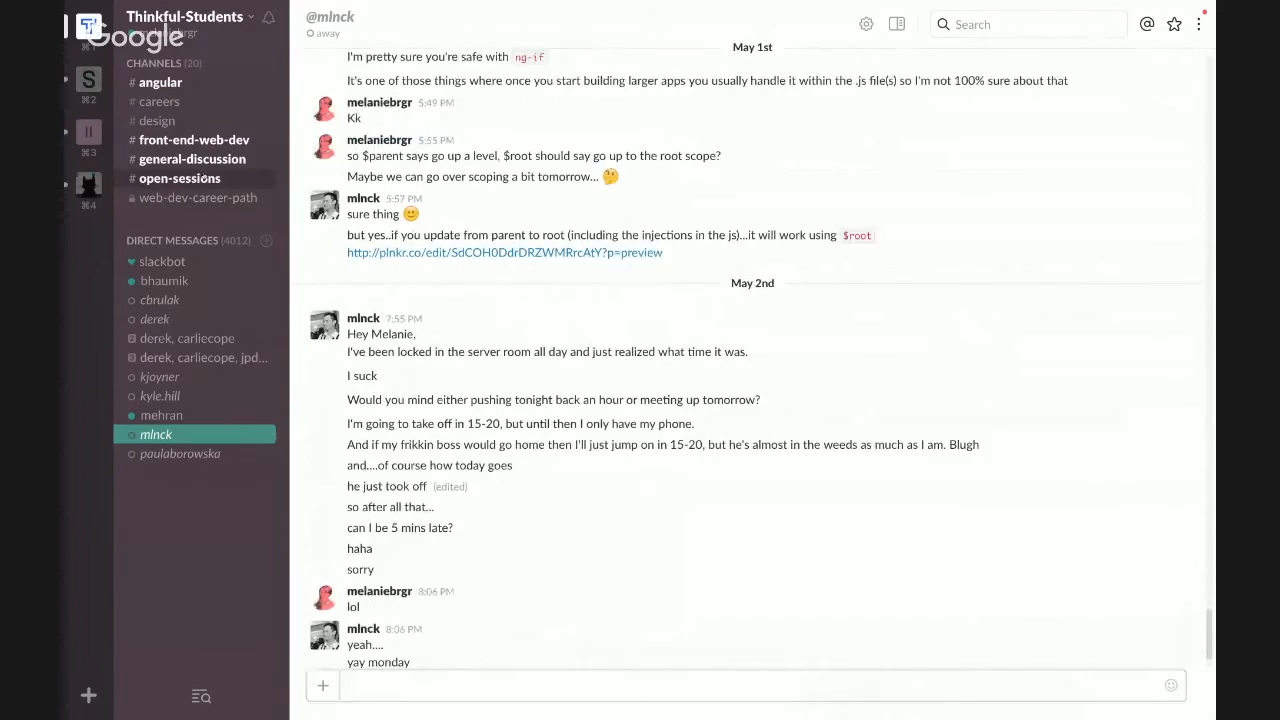 Thinkful-Students
Google
CHANNELS (20)
# angular
# careers
# design
# front-end-web-dev
# general-discussion
# open-sessions
web-dev-career-path
DIRECT MESSAGES (4012)
slackbot
bhaumik
cbrulak
derek
2 derek, carliecope
3 derek, carliecope, jpd...
kjoyner
kyle.hill
mehran
mlnck
paulaborowska
S
⌘2
⌘3
⌘4
@mlnck
away
Search
May 1st
I'm pretty sure you're safe with ng-if
It's one of those things where once you start building larger apps you usually handle it within the .js file(s) so I'm not 100% sure about that
melaniebrgr 5:49 PM
Kk
melaniebrgr 5:55 PM
so $parent says go up a level, $root should say go up to the root scope?
Maybe we can go over scoping a bit tomorrow... 🤔
mlnck 5:57 PM
sure thing 😊
but yes..if you update from parent to root (including the injections in the js)...it will work using $root
http://plnkr.co/edit/SdCOH0DdrDRZWMRrcAtY?p=preview
May 2nd
mlnck 7:55 PM
Hey Melanie,
I've been locked in the server room all day and just realized what time it was.
I suck
Would you mind either pushing tonight back an hour or meeting up tomorrow?
I'm going to take off in 15-20, but until then I only have my phone.
And if my frikkin boss would go home then I'll just jump on in 15-20, but he's almost in the weeds as much as I am. Blugh
and....of course how today goes
he just took off (edited)
so after all that...
can I be 5 mins late?
haha
sorry
melaniebrgr 8:06 PM
lol
mlnck 8:06 PM
yeah....
yay monday